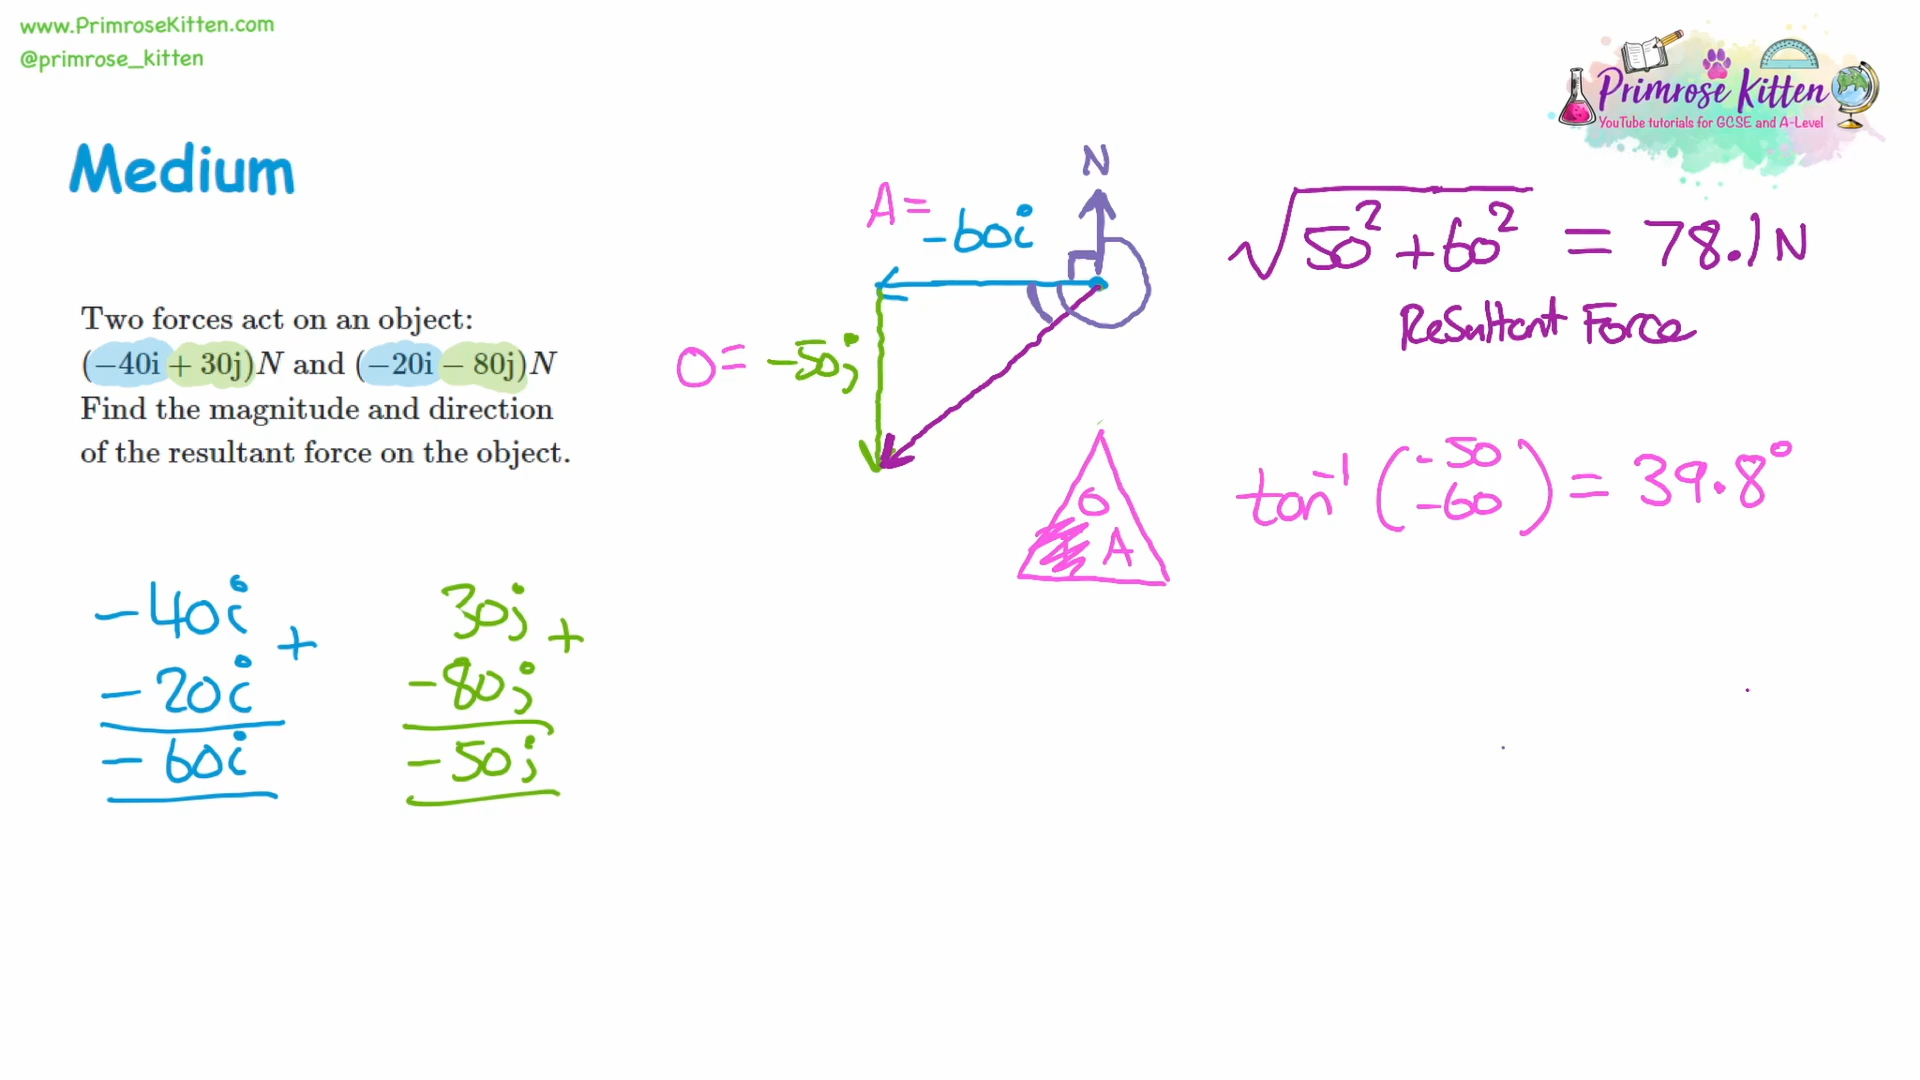 www.PrimroseKitten.com
@primrose_kitten
Primrose Kitten
YouTube tutorials for GCSE and A-Level
Medium
Two forces act on an object:
(−40i + 30j)N and (−20i − 80j)N
Find the magnitude and direction
of the resultant force on the object.
-40i +
-20i
-60i
30j +
-80j
-50j
N
A = -60i
O = -50j
O
A
√50² + 60² = 78.1N
Resultant Force
tan⁻¹ (-50/-60) = 39.8°